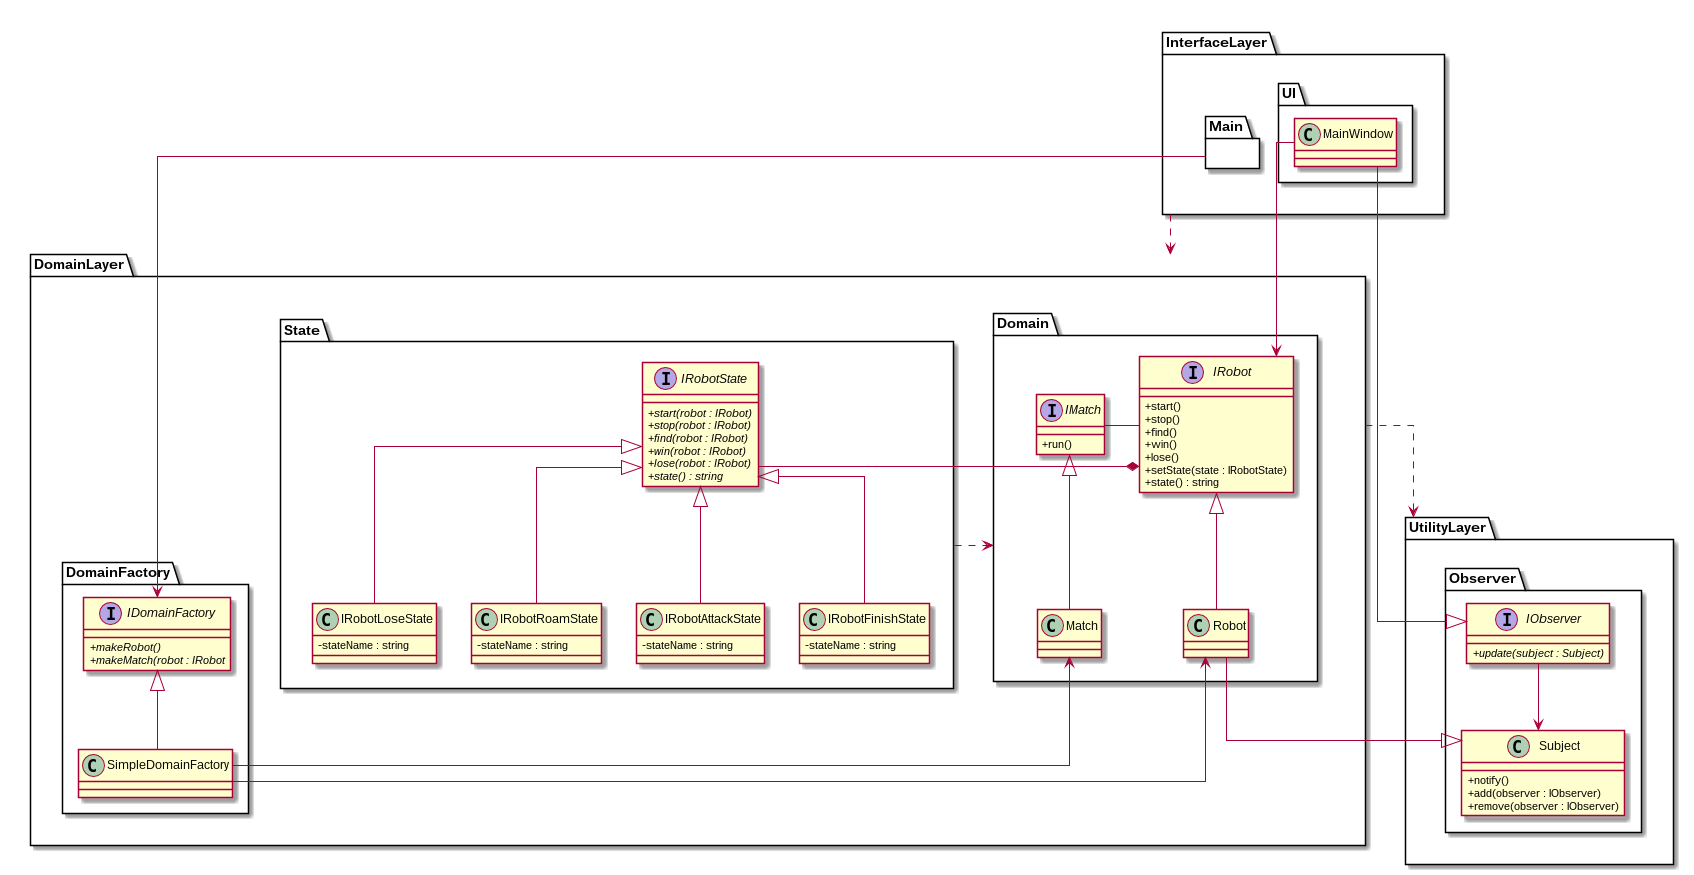 InterfaceLayer
UI
Main
C MainWindow
DomainLayer
State
Domain
I IRobotState
+start(robot : IRobot)
+stop(robot : IRobot)
+find(robot : IRobot)
+win(robot : IRobot)
+lose(robot : IRobot)
+state() : string
I IMatch
+run()
I IRobot
+start()
+stop()
+find()
+win()
+lose()
+setState(state : IRobotState)
+state() : string
C IRobotLoseState
-stateName : string
C IRobotRoamState
-stateName : string
C IRobotAttackState
-stateName : string
C IRobotFinishState
-stateName : string
C Match
C Robot
DomainFactory
I IDomainFactory
+makeRobot()
+makeMatch(robot : IRobot
C SimpleDomainFactory
UtilityLayer
Observer
I IObserver
+update(subject : Subject)
C Subject
+notify()
+add(observer : IObserver)
+remove(observer : IObserver)